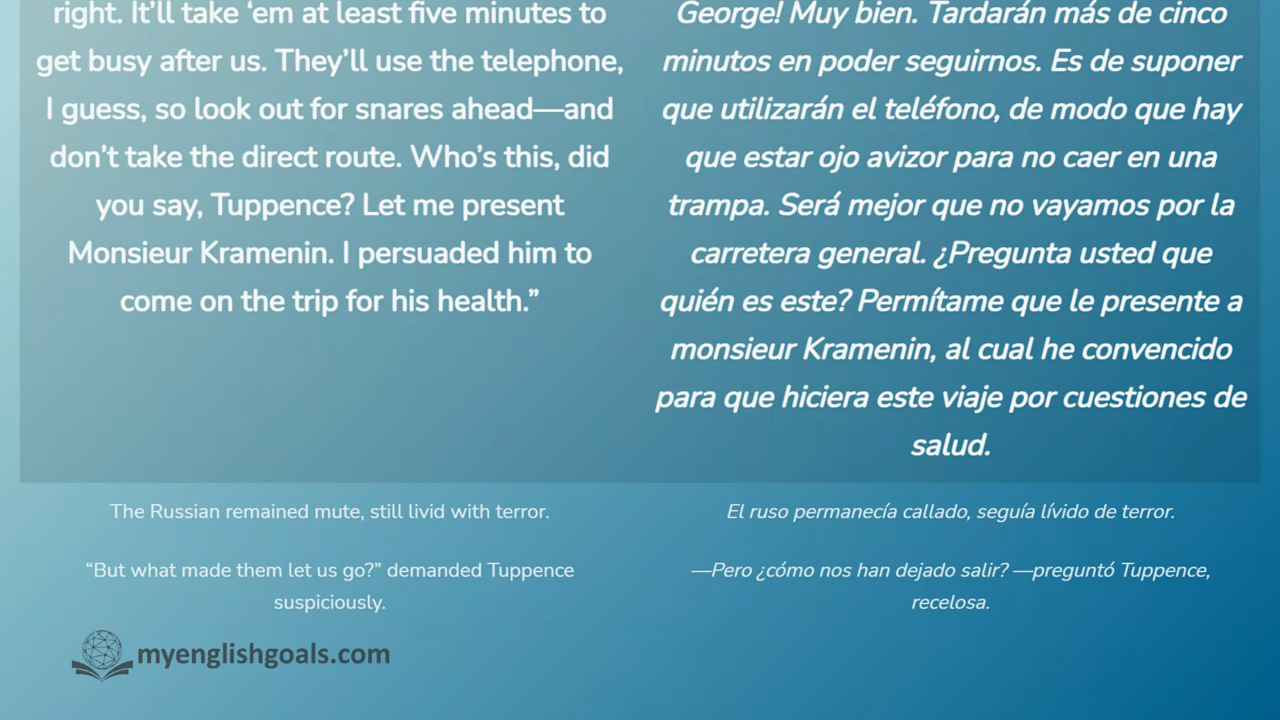 right. It’ll take ‘em at least five minutes to
get busy after us. They’ll use the telephone,
I guess, so look out for snares ahead—and
don’t take the direct route. Who’s this, did
you say, Tuppence? Let me present
Monsieur Kramenin. I persuaded him to
come on the trip for his health.”
George! Muy bien. Tardarán más de cinco
minutos en poder seguirnos. Es de suponer
que utilizarán el teléfono, de modo que hay
que estar ojo avizor para no caer en una
trampa. Será mejor que no vayamos por la
carretera general. ¿Pregunta usted que
quién es este? Permítame que le presente a
monsieur Kramenin, al cual he convencido
para que hiciera este viaje por cuestiones de
salud.
The Russian remained mute, still livid with terror.
El ruso permanecía callado, seguía lívido de terror.
“But what made them let us go?” demanded Tuppence
suspiciously.
—Pero ¿cómo nos han dejado salir? —preguntó Tuppence,
recelosa.
myenglishgoals.com